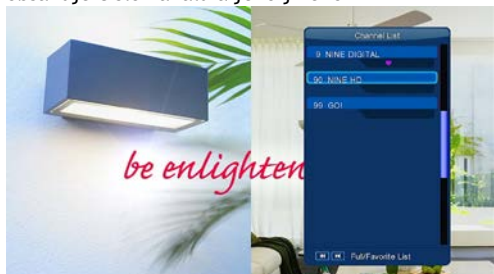 be enlighten
Channel List
9 NINE DIGITAL
90 NINE HD
99 GO!
Full/Favorite List